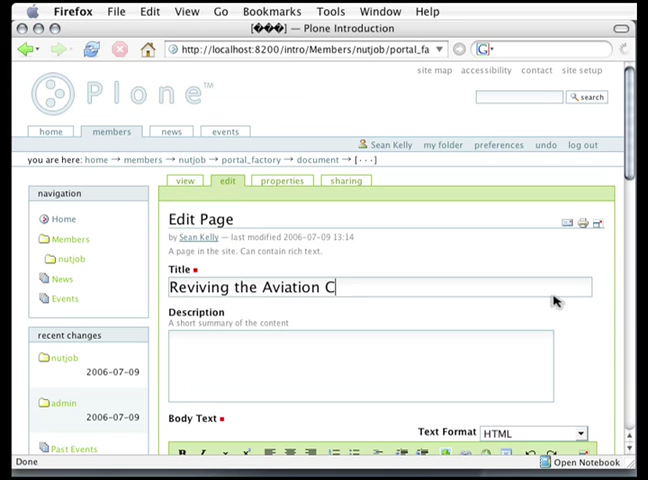 Firefox File Edit View Go Bookmarks Tools Window Help
[���] — Plone Introduction
http://localhost:8200/intro/Members/nutjob/portal_fa
site map accessibility contact site setup
Plone™
search
home members news events
Sean Kelly my folder preferences undo log out
you are here: home → members → nutjob → portal_factory → document → [···]
view edit properties sharing
navigation
Home
Members
nutjob
News
Events
recent changes
nutjob
2006-07-09
admin
2006-07-09
Past Events
Edit Page
by Sean Kelly — last modified 2006-07-09 13:14
A page in the site. Can contain rich text.
Title
Reviving the Aviation C
Description
A short summary of the content
Body Text
Text Format HTML
Done
Open Notebook